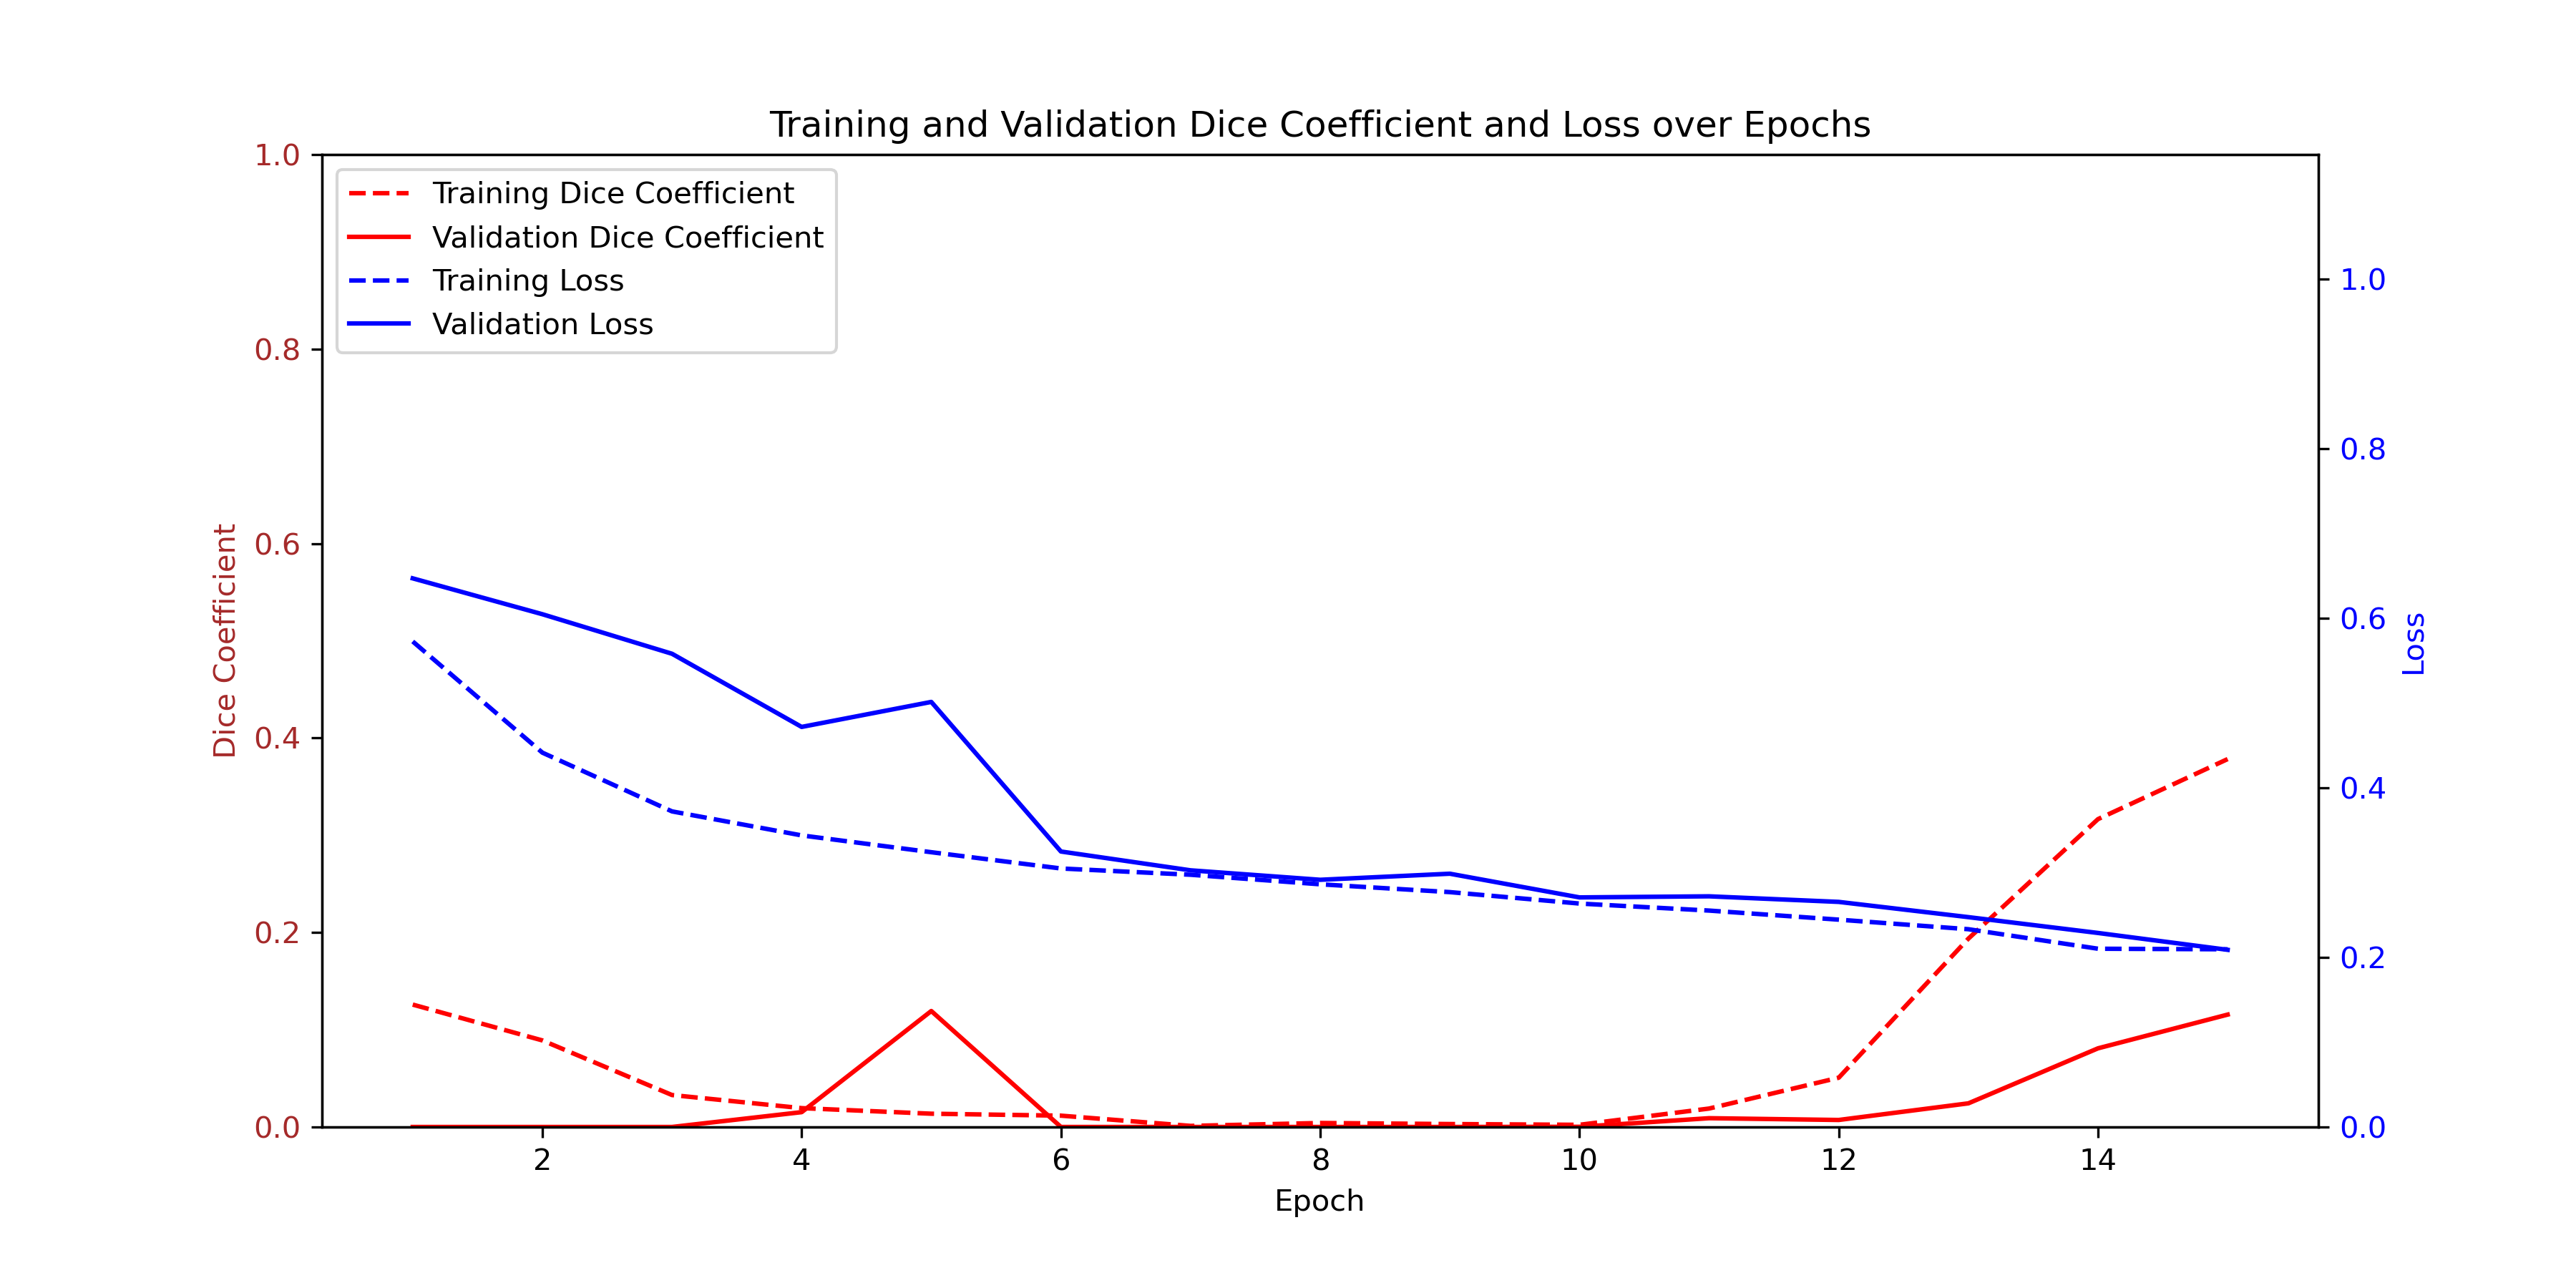 Training and Validation Dice Coefficient and Loss over Epochs
Training Dice Coefficient
Validation Dice Coefficient
Training Loss
Validation Loss
Dice Coefficient
1.0
0.8
0.6
0.4
0.2
0.0
2 4 6 8 10 12 14
Epoch
1.0
0.8
0.6
0.4
0.2
0.0
Loss